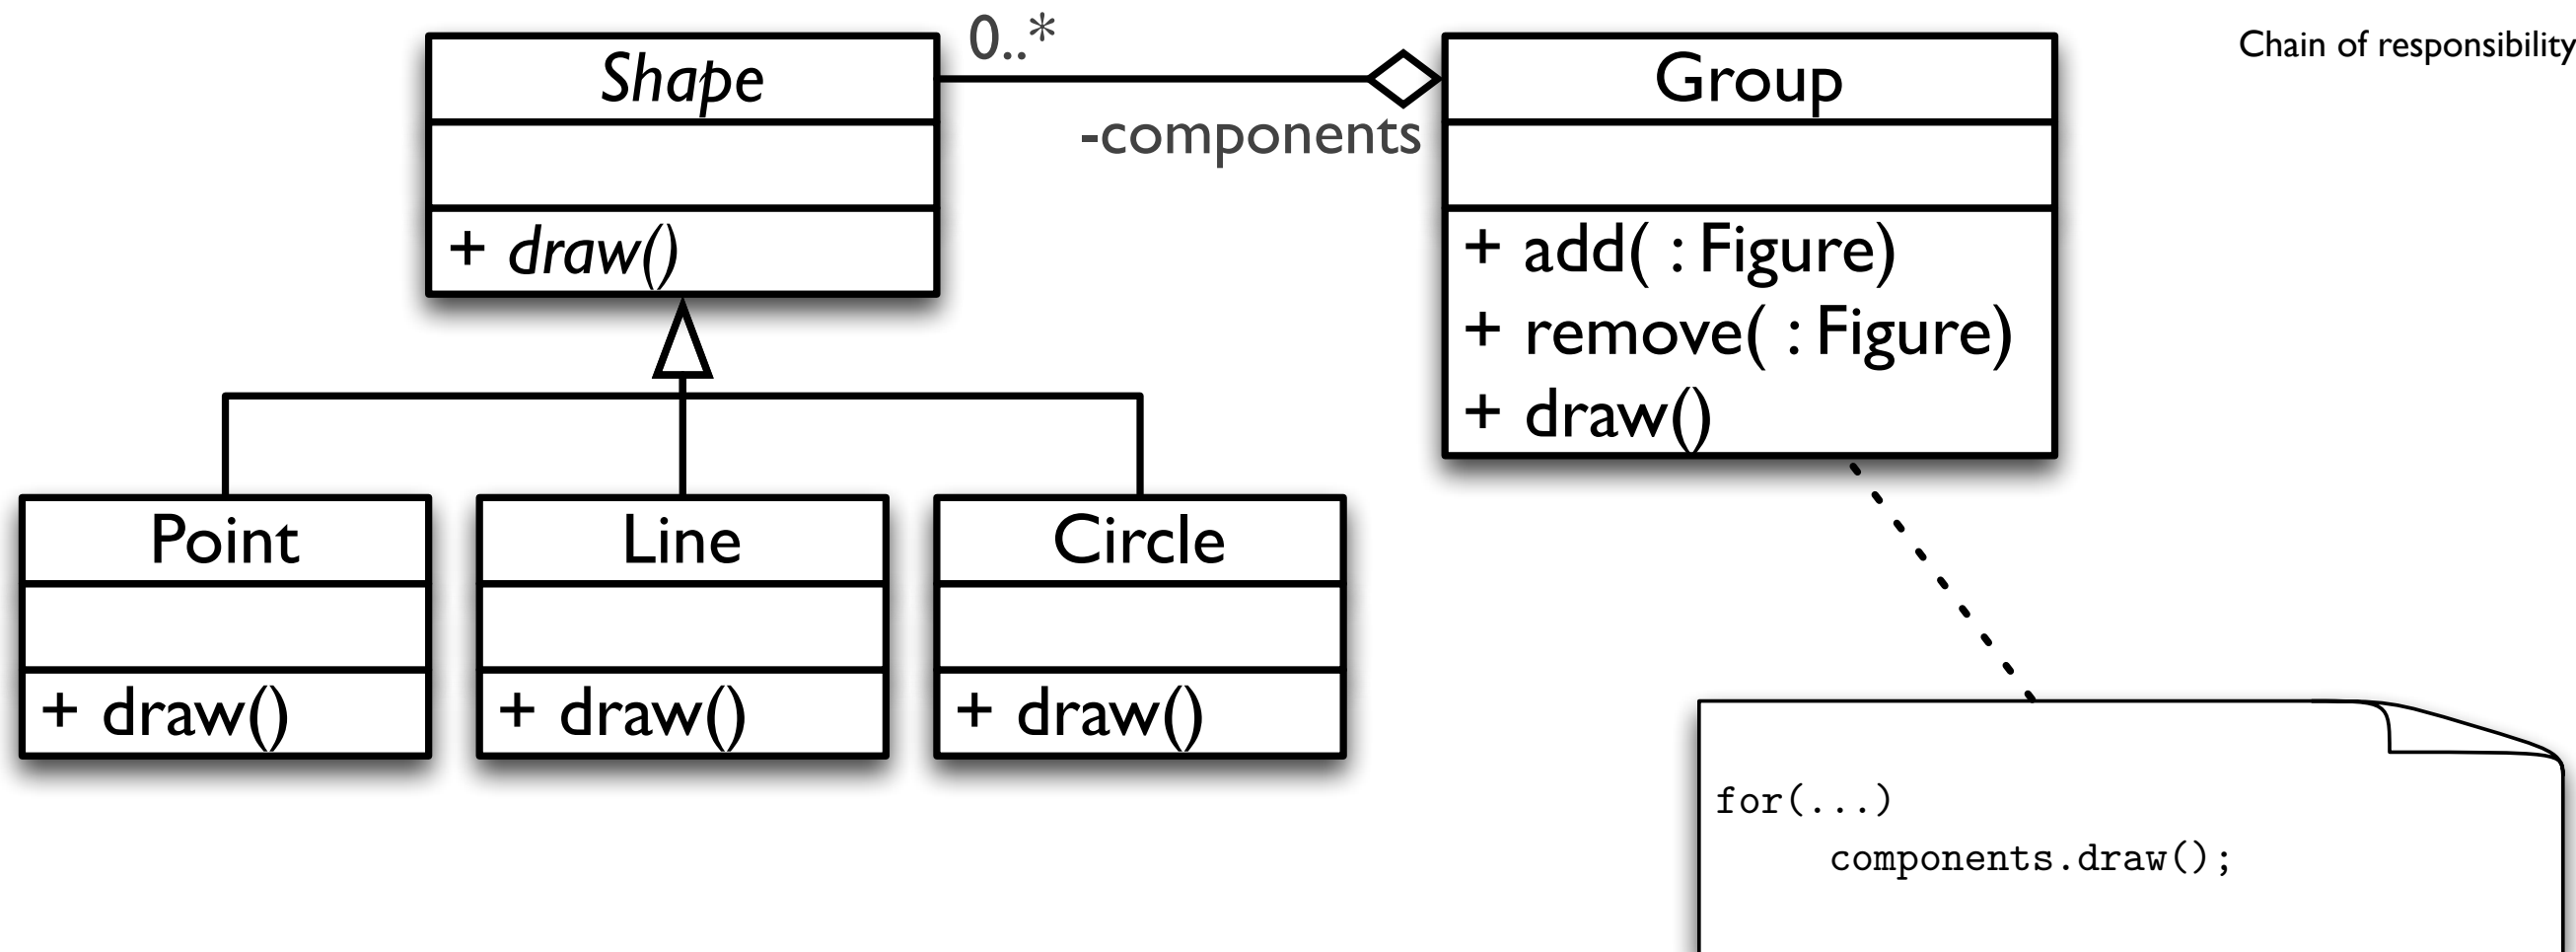 Chain of responsibility
0..*
Shape
Group
-components
+ draw()
+ add( : Figure)
+ remove( : Figure)
+ draw()
Point
Line
Circle
+ draw()
+ draw()
+ draw()
for(...)
components.draw();